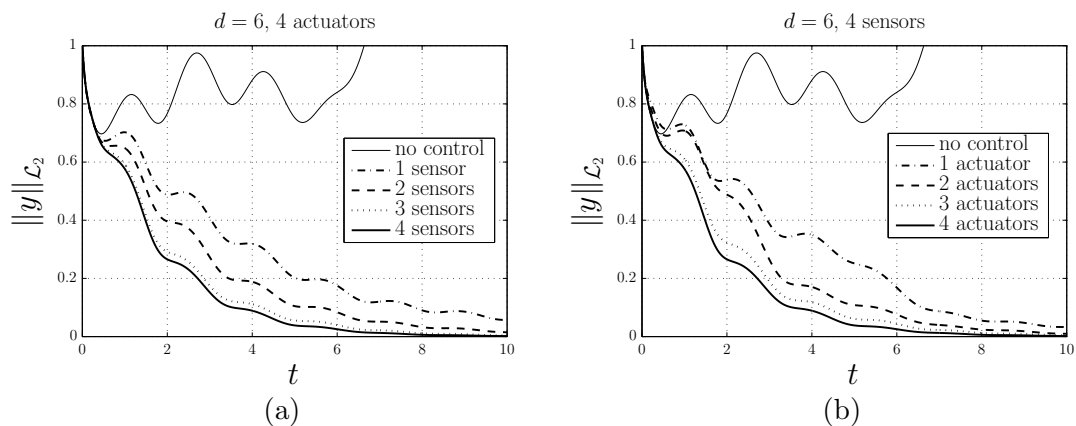 d = 6, 4 actuators
1
0.8
0.6
0.4
0.2
0
||y||_{\mathcal{L}_2}
no control
1 sensor
2 sensors
3 sensors
4 sensors
0 2 4 6 8 10
t
(a)
d = 6, 4 sensors
1
0.8
0.6
0.4
0.2
0
||y||_{\mathcal{L}_2}
no control
1 actuator
2 actuators
3 actuators
4 actuators
0 2 4 6 8 10
t
(b)